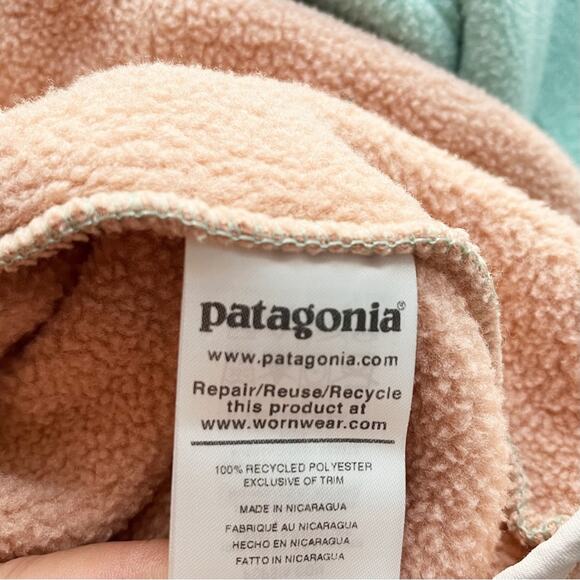 patagonia®
www.patagonia.com
Repair/Reuse/Recycle
this product at
www.wornwear.com
100% RECYCLED POLYESTER
EXCLUSIVE OF TRIM
MADE IN NICARAGUA
FABRIQUÉ AU NICARAGUA
HECHO EN NICARAGUA
FATTO IN NICARAGUA